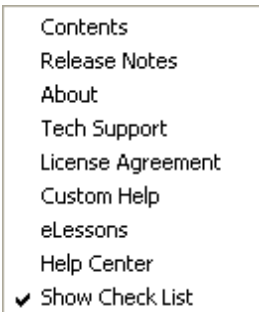 Contents
Release Notes
About
Tech Support
License Agreement
Custom Help
eLessons
Help Center
Show Check List